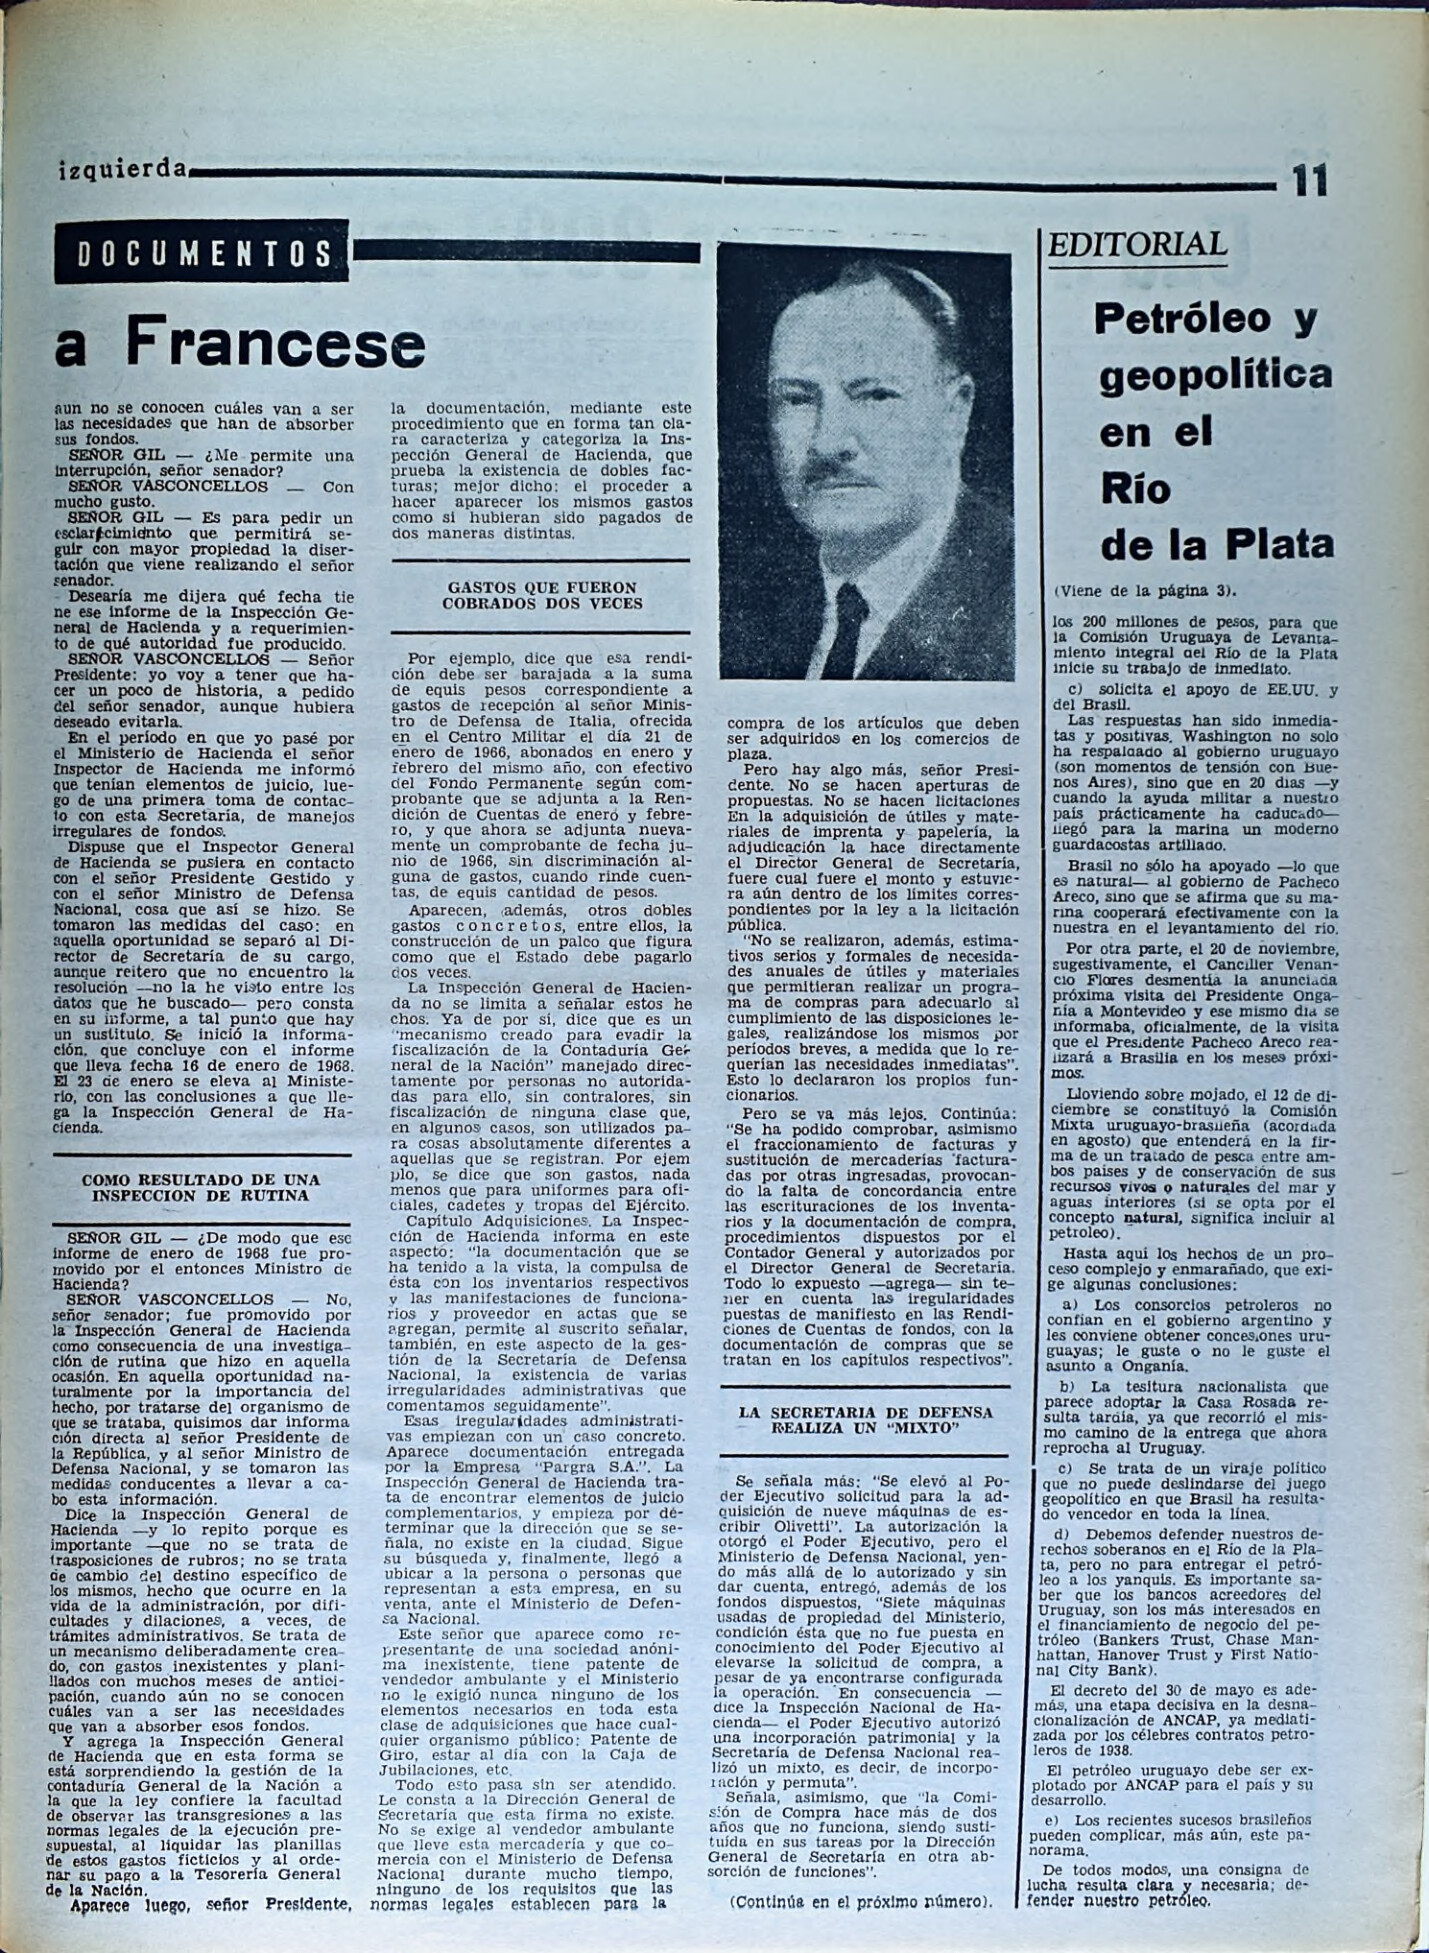 izquierda
11
DOCUMENTOS
a Francese
aun no se conocen cuáles van a ser
las necesidades que han de absorber
sus fondos.
SEÑOR GIL — ¿Me permite una
interrupción, señor senador?
SEÑOR VASCONCELLOS — Con
mucho gusto.
SEÑOR GIL — Es para pedir un
esclarecimidnto que permitirá se-
guir con mayor propiedad la diser-
tación que viene realizando el señor
senador.
Desearía me dijera qué fecha tie
ne ese informe de la Inspección Ge-
neral de Hacienda y a requerimien-
to de qué autoridad fue producido.
SEÑOR VASCONCELLOS — Señor
Presidente: yo voy a tener que ha-
cer un poco de historia, a pedido
del señor senador, aunque hubiera
deseado evitarla.
En el período en que yo pasé por
el Ministerio de Hacienda el señor
Inspector de Hacienda me informó
que tenían elementos de juicio, lue-
go de una primera toma de contac-
to con esta Secretaría, de manejos
irregulares de fondos.
Dispuse que el Inspector General
de Hacienda se pusiera en contacto
con el señor Presidente Gestido y
con el señor Ministro de Defensa
Nacional, cosa que así se hizo. Se
tomaron las medidas del caso: en
aquella oportunidad se separó al Di-
rector de Secretaría de su cargo,
aunque reitero que no encuentro la
resolución —no la he visto entre los
datos que he buscado— pero consta
en su informe, a tal punto que hay
un sustituto. Se inició la informa-
ción, que concluye con el informe
que lleva fecha 16 de enero de 1968.
El 23 de enero se eleva al Ministe-
rio, con las conclusiones a que lle-
ga la Inspección General de Ha-
cienda.
COMO RESULTADO DE UNA
INSPECCION DE RUTINA
SEÑOR GIL — ¿De modo que ese
informe de enero de 1968 fue pro-
movido por el entonces Ministro de
Hacienda?
SEÑOR VASCONCELLOS — No,
señor senador; fue promovido por
la Inspección General de Hacienda
como consecuencia de una investiga-
ción de rutina que hizo en aquella
ocasión. En aquella oportunidad na-
turalmente por la importancia del
hecho, por tratarse del organismo de
que se trataba, quisimos dar informa
ción directa al señor Presidente de
la República, y al señor Ministro de
Defensa Nacional, y se tomaron las
medidas conducentes a llevar a ca-
bo esta información.
Dice la Inspección General de
Hacienda —y lo repito porque es
importante —que no se trata de
trasposiciones de rubros; no se trata
de cambio del destino específico de
los mismos, hecho que ocurre en la
vida de la administración, por difi-
cultades y dilaciones, a veces, de
trámites administrativos. Se trata de
un mecanismo deliberadamente crea-
do, con gastos inexistentes y plani-
llados con muchos meses de antici-
pación, cuando aún no se conocen
cuáles van a ser las necesidades
que van a absorber esos fondos.
Y agrega la Inspección General
de Hacienda que en esta forma se
está sorprendiendo la gestión de la
contaduría General de la Nación a
la que la ley confiere la facultad
de observar las transgresiones a las
normas legales de la ejecución pre-
supuestal, al liquidar las planillas
de estos gastos ficticios y al orde-
nar su pago a la Tesorería General
de la Nación.
Aparece luego, señor Presidente,
la documentación, mediante este
procedimiento que en forma tan cla-
ra caracteriza y categoriza la Ins-
pección General de Hacienda, que
prueba la existencia de dobles fac-
turas; mejor dicho: el proceder a
hacer aparecer los mismos gastos
como si hubieran sido pagados de
dos maneras distintas.
GASTOS QUE FUERON
COBRADOS DOS VECES
Por ejemplo, dice que esa rendi-
ción debe ser barajada a la suma
de equis pesos correspondiente a
gastos de recepción al señor Minis-
tro de Defensa de Italia, ofrecida
en el Centro Militar el día 21 de
enero de 1966, abonados en enero y
febrero del mismo año, con efectivo
del Fondo Permanente según com-
probante que se adjunta a la Ren-
dición de Cuentas de enero y febre-
ro, y que ahora se adjunta nueva-
mente un comprobante de fecha ju-
nio de 1966, sin discriminación al-
guna de gastos, cuando rinde cuen-
tas, de equis cantidad de pesos.
Aparecen, además, otros dobles
gastos concretos, entre ellos, la
construcción de un palco que figura
como que el Estado debe pagarlo
dos veces.
La Inspección General de Hacien-
da no se limita a señalar estos he
chos. Ya de por sí, dice que es un
"mecanismo creado para evadir la
fiscalización de la Contaduría Ge-
neral de la Nación" manejado direc-
tamente por personas no autoriza-
das para ello, sin contralores, sin
fiscalización de ninguna clase que,
en algunos casos, son utilizados pa-
ra cosas absolutamente diferentes a
aquellas que se registran. Por ejem
plo, se dice que son gastos, nada
menos que para uniformes para ofi-
ciales, cadetes y tropas del Ejército.
Capítulo Adquisiciones. La Inspec-
ción de Hacienda informa en este
aspecto: "la documentación que se
ha tenido a la vista, la compulsa de
ésta con los inventarios respectivos
y las manifestaciones de funciona-
rios y proveedor en actas que se
agregan, permite al suscrito señalar,
también, en este aspecto de la ges-
tión de la Secretaría de Defensa
Nacional, la existencia de varias
irregularidades administrativas que
comentamos seguidamente".
Esas irregularidades administrati-
vas empiezan con un caso concreto.
Aparece documentación entregada
por la Empresa "Pargra S.A.". La
Inspección General de Hacienda tra-
ta de encontrar elementos de juicio
complementarios, y empieza por de-
terminar que la dirección que se se-
ñala, no existe en la ciudad. Sigue
su búsqueda y, finalmente, llegó a
ubicar a la persona o personas que
representan a esta empresa, en su
venta, ante el Ministerio de Defen-
sa Nacional.
Este señor que aparece como re-
presentante de una sociedad anóni-
ma inexistente, tiene patente de
vendedor ambulante y el Ministerio
no le exigió nunca ninguno de los
elementos necesarios en toda esta
clase de adquisiciones que hace cual-
quier organismo público: Patente de
Giro, estar al día con la Caja de
Jubilaciones, etc.
Todo esto pasa sin ser atendido.
Le consta a la Dirección General de
Secretaría que esta firma no existe.
No se exige al vendedor ambulante
que lleve esta mercadería y que co-
mercia con el Ministerio de Defensa
Nacional durante mucho tiempo,
ninguno de los requisitos que las
normas legales establecen para la
compra de los artículos que deben
ser adquiridos en los comercios de
plaza.
Pero hay algo más, señor Presi-
dente. No se hacen aperturas de
propuestas. No se hacen licitaciones
En la adquisición de útiles y mate-
riales de imprenta y papelería, la
adjudicación la hace directamente
el Director General de Secretaría,
fuere cual fuere el monto y estuvie-
ra aún dentro de los límites corres-
pondientes por la ley a la licitación
pública.
"No se realizaron, además, estima-
tivos serios y formales de necesida-
des anuales de útiles y materiales
que permitieran realizar un progra-
ma de compras para adecuarlo al
cumplimiento de las disposiciones le-
gales, realizándose los mismos por
períodos breves, a medida que lo re-
querían las necesidades inmediatas".
Esto lo declararon los propios fun-
cionarios.
Pero se va más lejos. Continúa:
"Se ha podido comprobar, asimismo
el fraccionamiento de facturas y
sustitución de mercaderías factura-
das por otras ingresadas, provocan-
do la falta de concordancia entre
las escrituraciones de los inventa-
rios y la documentación de compra,
procedimientos dispuestos por el
Contador General y autorizados por
el Director General de Secretaría.
Todo lo expuesto —agrega— sin te-
ner en cuenta las irregularidades
puestas de manifiesto en las Rendi-
ciones de Cuentas de fondos, con la
documentación de compras que se
tratan en los capítulos respectivos".
LA SECRETARIA DE DEFENSA
REALIZA UN "MIXTO"
Se señala más: "Se elevó al Po-
der Ejecutivo solicitud para la ad-
quisición de nueve máquinas de es-
cribir Olivetti". La autorización la
otorgó el Poder Ejecutivo, pero el
Ministerio de Defensa Nacional, yen-
do más allá de lo autorizado y sin
dar cuenta, entregó, además de los
fondos dispuestos, "Siete máquinas
usadas de propiedad del Ministerio,
condición ésta que no fue puesta en
conocimiento del Poder Ejecutivo al
elevarse la solicitud de compra, a
pesar de ya encontrarse configurada
la operación. En consecuencia —
dice la Inspección Nacional de Ha-
cienda— el Poder Ejecutivo autorizó
una incorporación patrimonial y la
Secretaría de Defensa Nacional rea-
lizó un mixto, es decir, de incorpo-
ración y permuta".
Señala, asimismo, que "la Comi-
sión de Compra hace más de dos
años que no funciona, siendo susti-
tuída en sus tareas por la Dirección
General de Secretaría en otra ab-
sorción de funciones".
(Continúa en el próximo número).
EDITORIAL
Petróleo y
geopolítica
en el
Río
de la Plata
(Viene de la página 3).
los 200 millones de pesos, para que
la Comisión Uruguaya de Levanta-
miento integral del Río de la Plata
inicie su trabajo de inmediato.
c) solicita el apoyo de EE.UU. y
del Brasil.
Las respuestas han sido inmedia-
tas y positivas. Washington no solo
ha respaldado al gobierno uruguayo
(son momentos de tensión con Bue-
nos Aires), sino que en 20 días —y
cuando la ayuda militar a nuestro
país prácticamente ha caducado—
llegó para la marina un moderno
guardacostas artillado.
Brasil no sólo ha apoyado —lo que
es natural— al gobierno de Pacheco
Areco, sino que se afirma que su ma-
rina cooperará efectivamente con la
nuestra en el levantamiento del río.
Por otra parte, el 20 de noviembre,
sugestivamente, el Canciller Venan-
cio Flores desmentía la anunciada
próxima visita del Presidente Onga-
nía a Montevideo y ese mismo día se
informaba, oficialmente, de la visita
que el Presidente Pacheco Areco rea-
lizará a Brasilia en los meses próxi-
mos.
Lloviendo sobre mojado, el 12 de di-
ciembre se constituyó la Comisión
Mixta uruguayo-brasileña (acordada
en agosto) que entenderá en la fir-
ma de un tratado de pesca entre am-
bos países y de conservación de sus
recursos vivos o naturales del mar y
aguas interiores (si se opta por el
concepto natural, significa incluir al
petroleo).
Hasta aquí los hechos de un pro-
ceso complejo y enmarañado, que exi-
ge algunas conclusiones:
a) Los consorcios petroleros no
confían en el gobierno argentino y
les conviene obtener concesiones uru-
guayas; le guste o no le guste el
asunto a Onganía.
b) La tesitura nacionalista que
parece adoptar la Casa Rosada re-
sulta tardía, ya que recorrió el mis-
mo camino de la entrega que ahora
reprocha al Uruguay.
c) Se trata de un viraje político
que no puede deslindarse del juego
geopolítico en que Brasil ha resulta-
do vencedor en toda la línea.
d) Debemos defender nuestros de-
rechos soberanos en el Río de la Pla-
ta, pero no para entregar el petró-
leo a los yanquis. Es importante sa-
ber que los bancos acreedores del
Uruguay, son los más interesados en
el financiamiento de negocio del pe-
tróleo (Bankers Trust, Chase Man-
hattan, Hanover Trust y First Natio-
nal City Bank).
El decreto del 30 de mayo es ade-
más, una etapa decisiva en la desna-
cionalización de ANCAP, ya mediati-
zada por los célebres contratos petro-
leros de 1938.
El petróleo uruguayo debe ser ex-
plotado por ANCAP para el país y su
desarrollo.
e) Los recientes sucesos brasileños
pueden complicar, más aún, este pa-
norama.
De todos modos, una consigna de
lucha resulta clara y necesaria; de-
fender nuestro petróleo.